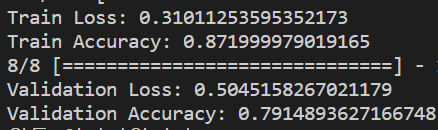 Train Loss: 0.31011253595352173
Train Accuracy: 0.871999979019165
8/8 [==============================] -
Validation Loss: 0.5045158267021179
Validation Accuracy: 0.7914893627166748